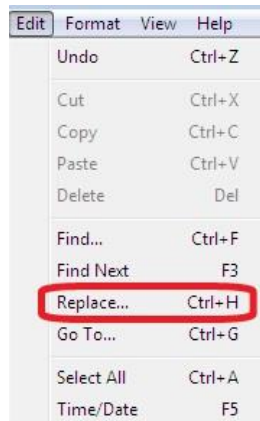 Edit Format View Help
Undo Ctrl+Z
Cut Ctrl+X
Copy Ctrl+C
Paste Ctrl+V
Delete Del
Find... Ctrl+F
Find Next F3
Replace... Ctrl+H
Go To... Ctrl+G
Select All Ctrl+A
Time/Date F5